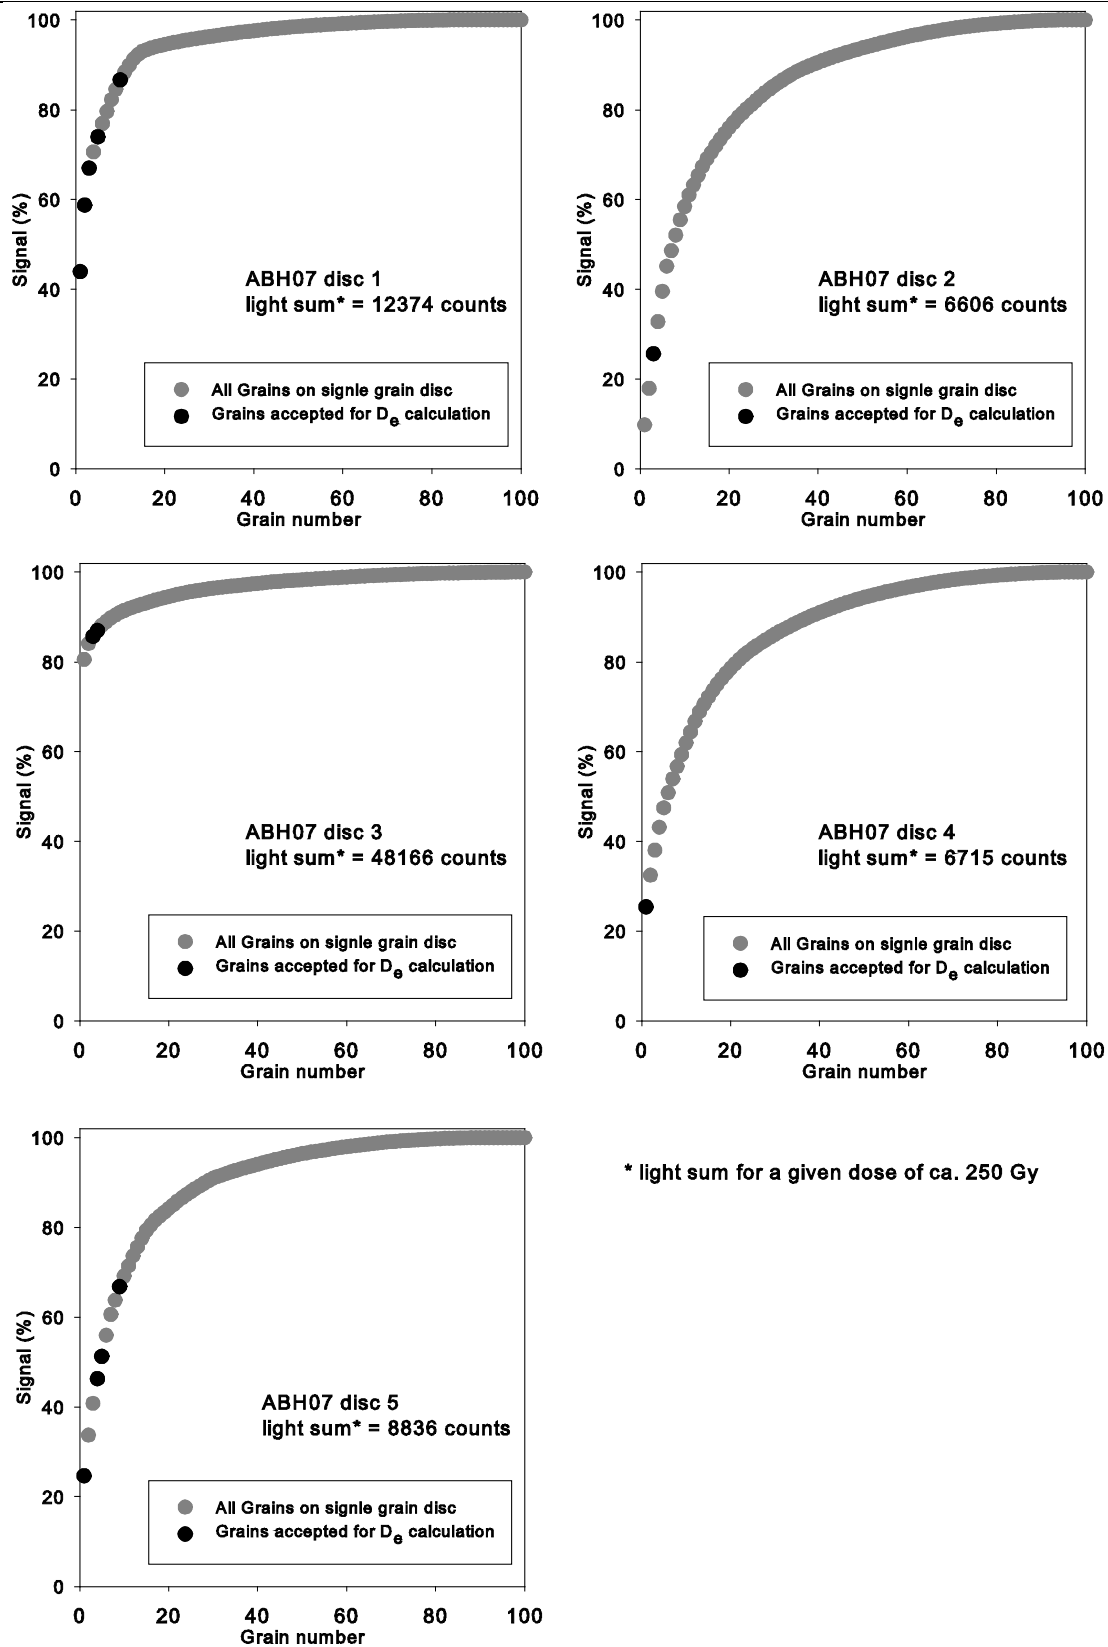 100
80
60
40
20
0
Signal (%)
ABH07 disc 1
light sum* = 12374 counts
All Grains on signle grain disc
Grains accepted for De calculation
0 20 40 60 80 100
Grain number
100
80
60
40
20
0
Signal (%)
ABH07 disc 2
light sum* = 6606 counts
All Grains on signle grain disc
Grains accepted for De calculation
0 20 40 60 80 100
Grain number
100
80
60
40
20
0
Signal (%)
ABH07 disc 3
light sum* = 48166 counts
All Grains on signle grain disc
Grains accepted for De calculation
0 20 40 60 80 100
Grain number
100
80
60
40
20
0
Signal (%)
ABH07 disc 4
light sum* = 6715 counts
All Grains on signle grain disc
Grains accepted for De calculation
0 20 40 60 80 100
Grain number
100
80
60
40
20
0
Signal (%)
ABH07 disc 5
light sum* = 8836 counts
All Grains on signle grain disc
Grains accepted for De calculation
0 20 40 60 80 100
Grain number
* light sum for a given dose of ca. 250 Gy